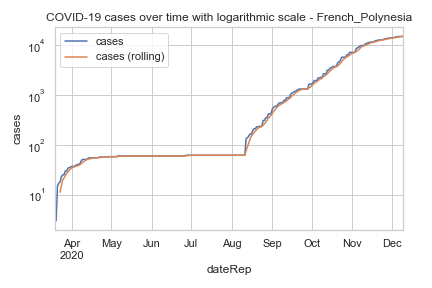 COVID-19 cases over time with logarithmic scale - French_Polynesia
cases
cases (rolling)
10^4
10^3
10^2
10^1
cases
Apr May Jun Jul Aug Sep Oct Nov Dec
2020
dateRep